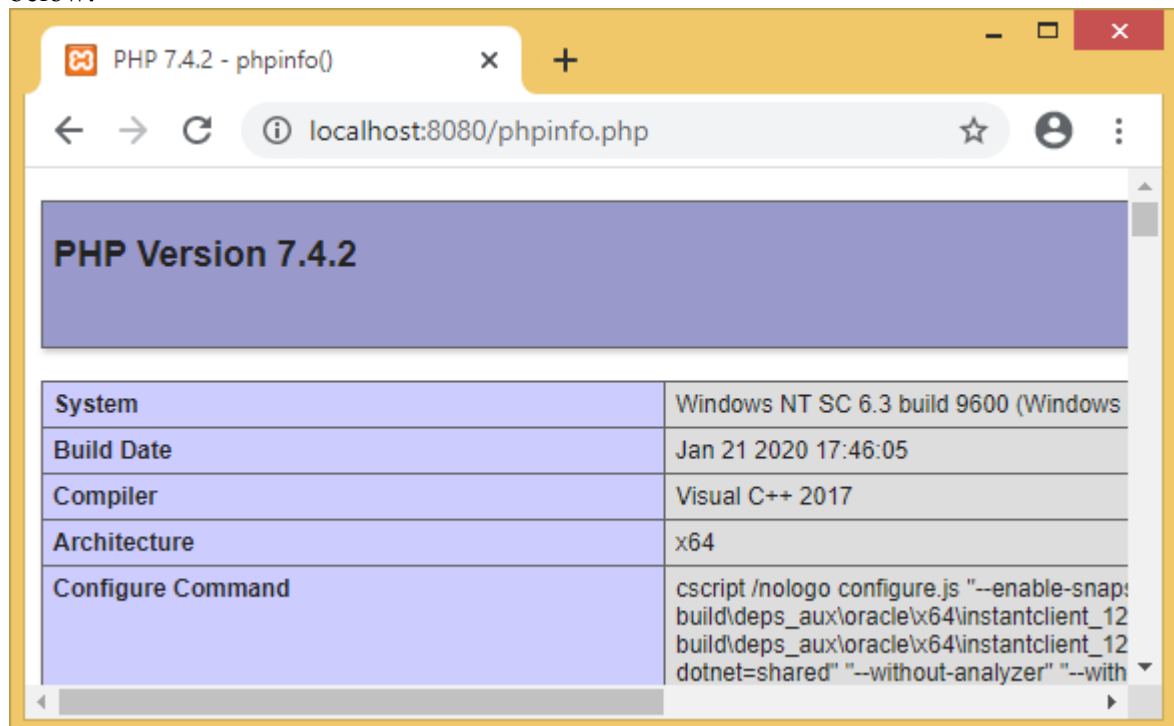 below:
PHP 7.4.2 - phpinfo()
localhost:8080/phpinfo.php
PHP Version 7.4.2
System Windows NT SC 6.3 build 9600 (Windows
Build Date Jan 21 2020 17:46:05
Compiler Visual C++ 2017
Architecture x64
Configure Command cscript /nologo configure.js "--enable-snaps
build\deps_aux\oracle\x64\instantclient_12
build\deps_aux\oracle\x64\instantclient_12
dotnet=shared" "--without-analyzer" "--with